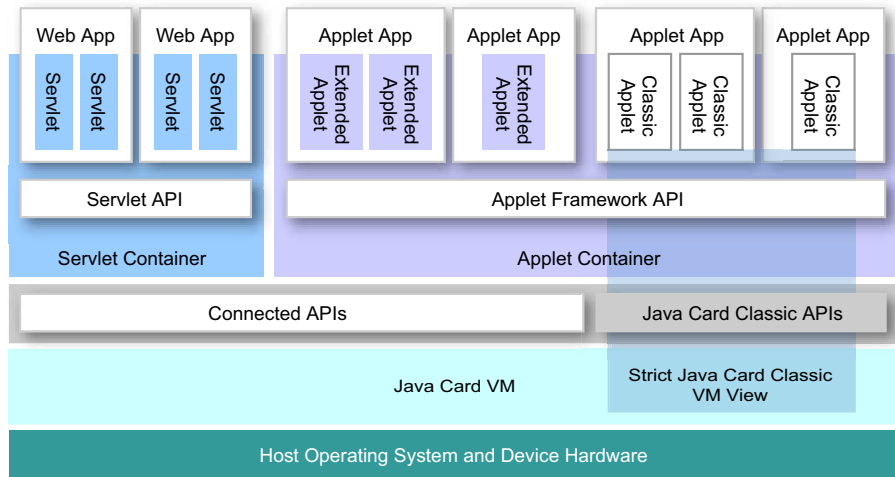 Web App
Servlet
Servlet
Web App
Servlet
Servlet
Applet App
Extended
Applet
Extended
Applet
Applet App
Extended
Applet
Applet App
Classic
Applet
Classic
Applet
Applet App
Classic
Applet
Servlet API
Applet Framework API
Servlet Container
Applet Container
Connected APIs
Java Card Classic APIs
Java Card VM
Strict Java Card Classic
VM View
Host Operating System and Device Hardware